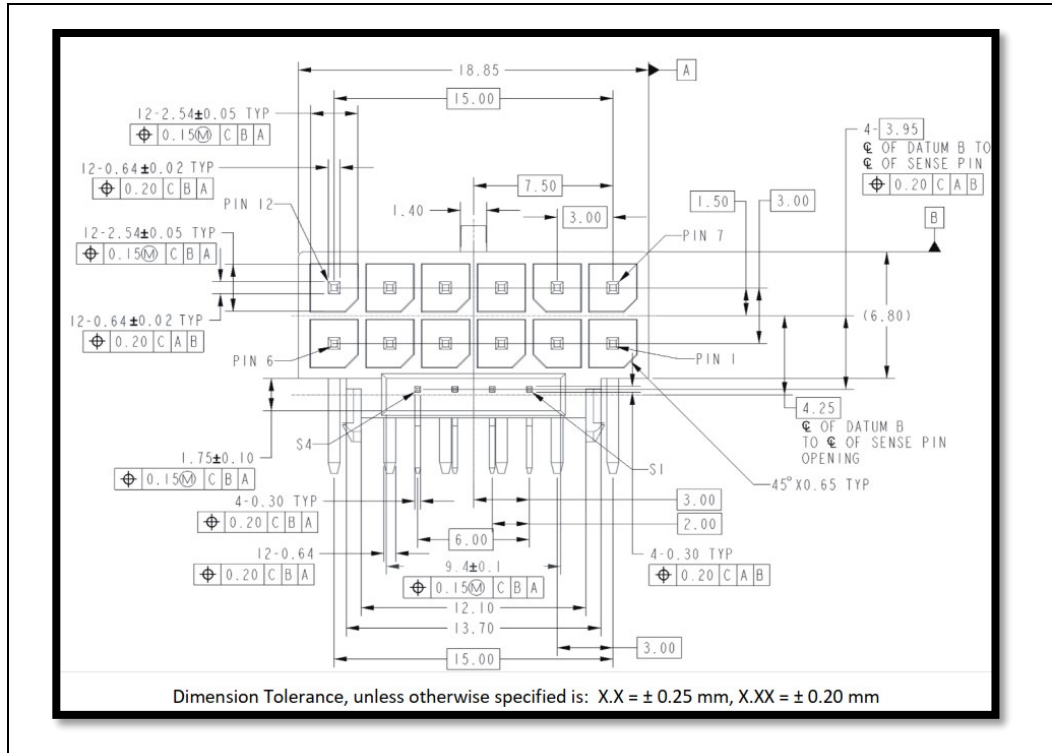 18.85
A
15.00
12-2.54±0.05 TYP
⌖ 0.15Ⓜ C B A
4-3.95
℄ OF DATUM B TO
℄ OF SENSE PIN
⌖ 0.20 C A B
12-0.64±0.02 TYP
⌖ 0.20 C B A
7.50
PIN 12
1.40
3.00
1.50
3.00
B
PIN 7
12-2.54±0.05 TYP
⌖ 0.15Ⓜ C B A
(6.80)
12-0.64±0.02 TYP
⌖ 0.20 C A B
PIN 6
PIN 1
4.25
℄ OF DATUM B
TO ℄ OF SENSE PIN
OPENING
S4
S1
1.75±0.10
⌖ 0.15Ⓜ C B A
45° X0.65 TYP
4-0.30 TYP
⌖ 0.20 C B A
3.00
2.00
6.00
12-0.64
⌖ 0.20 C B A
9.4±0.1
⌖ 0.15Ⓜ C B A
4-0.30 TYP
⌖ 0.20 C A B
12.10
13.70
3.00
15.00
Dimension Tolerance, unless otherwise specified is: X.X = ± 0.25 mm, X.XX = ± 0.20 mm